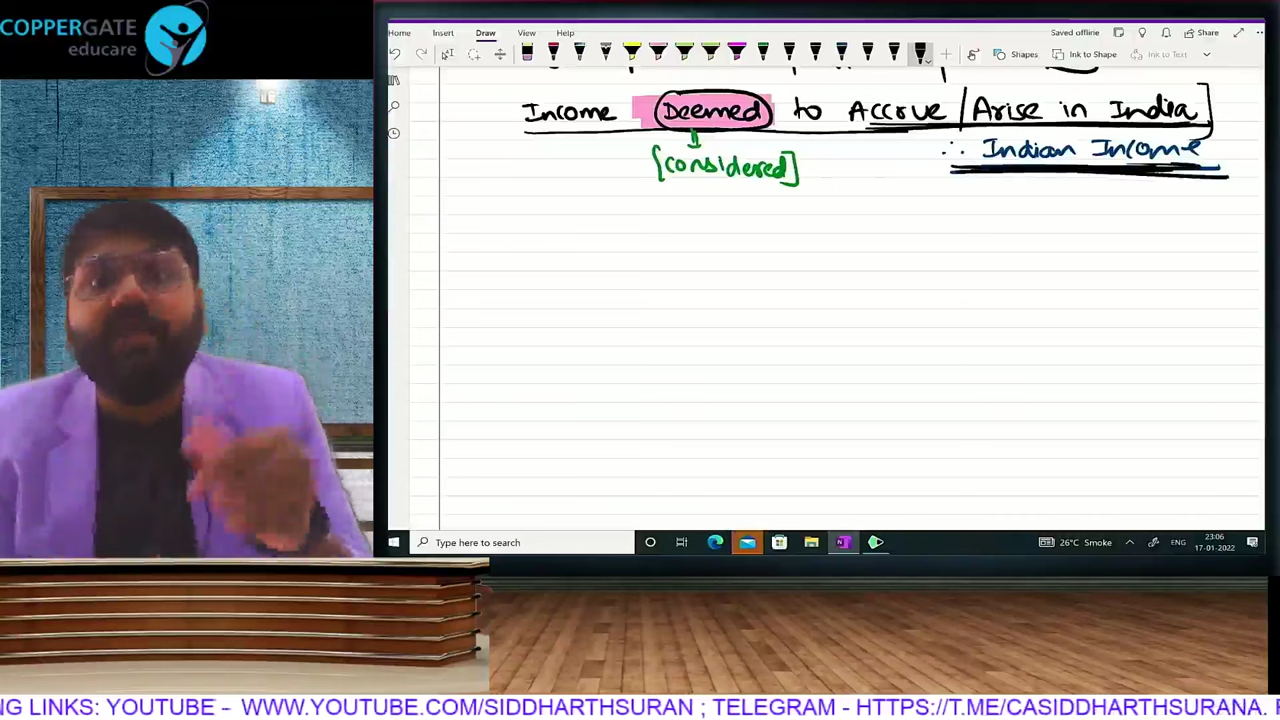 COPPERGATE
educare
Home Insert Draw View Help
Saved offline
Share
Shapes
Ink to Shape
Ink to Text
Income Deemed to Accrue / Arise in India]
∴ Indian Income
[considered]
Type here to search
26°C Smoke
ENG
23:06
17-01-2022
NG LINKS: YOUTUBE - WWW.YOUTUBE.COM/SIDDHARTHSURAN ; TELEGRAM - HTTPS://T.ME/CASIDDHARTHSURANA.